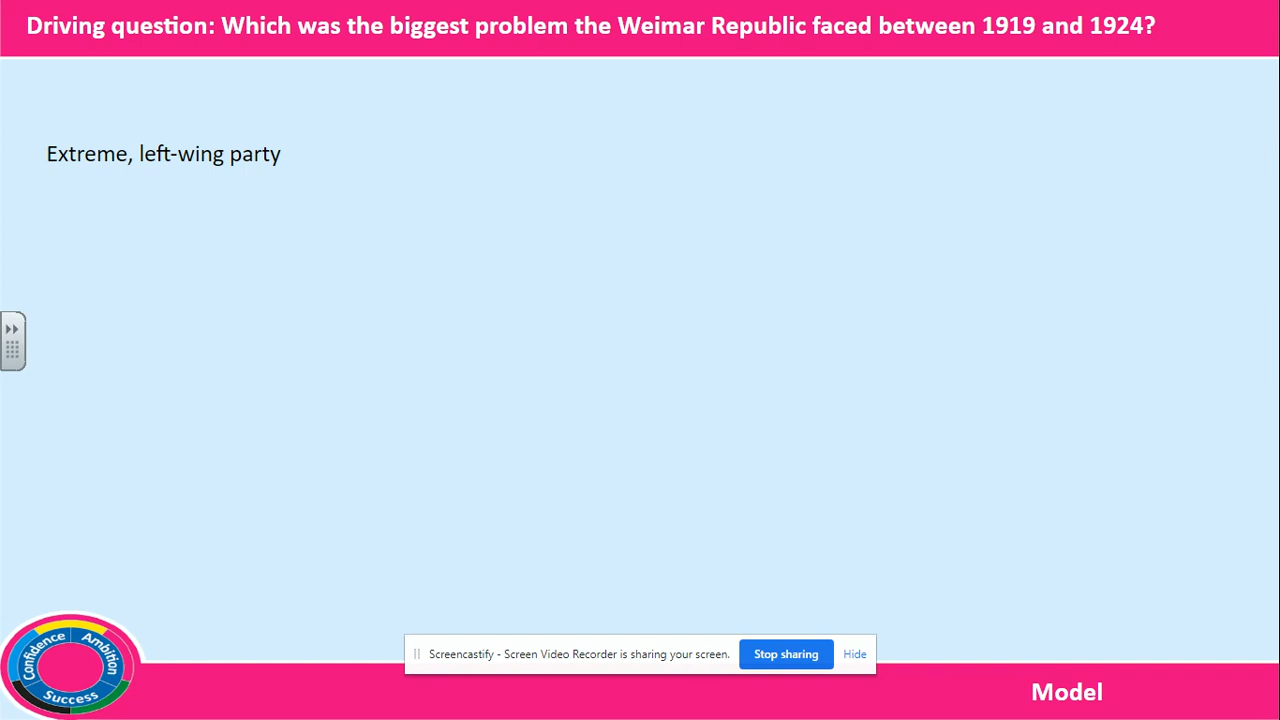 Driving question: Which was the biggest problem the Weimar Republic faced between 1919 and 1924?
Extreme, left-wing party
Confidence
Ambition
Success
Screencastify - Screen Video Recorder is sharing your screen.
Stop sharing
Hide
Model